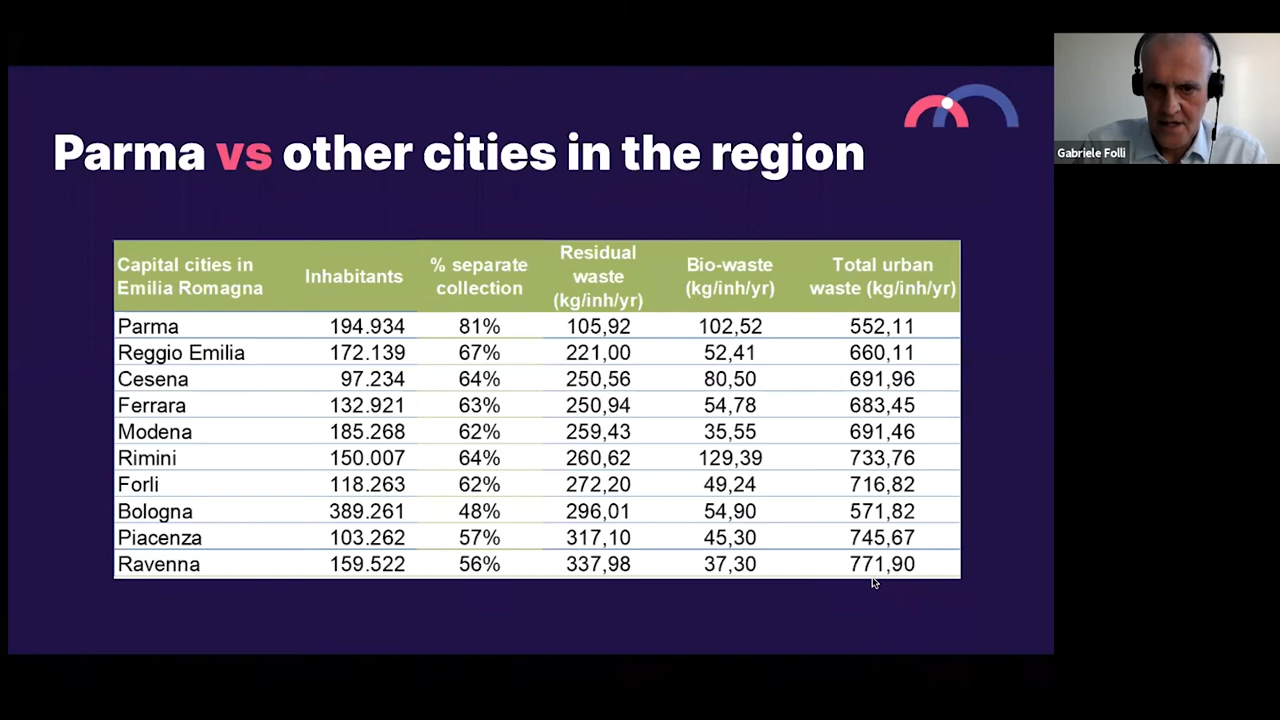 Parma vs other cities in the region
Gabriele Folli
Capital cities in Emilia Romagna Inhabitants % separate collection Residual waste (kg/inh/yr) Bio-waste (kg/inh/yr) Total urban waste (kg/inh/yr)
Parma 194.934 81% 105,92 102,52 552,11
Reggio Emilia 172.139 67% 221,00 52,41 660,11
Cesena 97.234 64% 250,56 80,50 691,96
Ferrara 132.921 63% 250,94 54,78 683,45
Modena 185.268 62% 259,43 35,55 691,46
Rimini 150.007 64% 260,62 129,39 733,76
Forli 118.263 62% 272,20 49,24 716,82
Bologna 389.261 48% 296,01 54,90 571,82
Piacenza 103.262 57% 317,10 45,30 745,67
Ravenna 159.522 56% 337,98 37,30 771,90